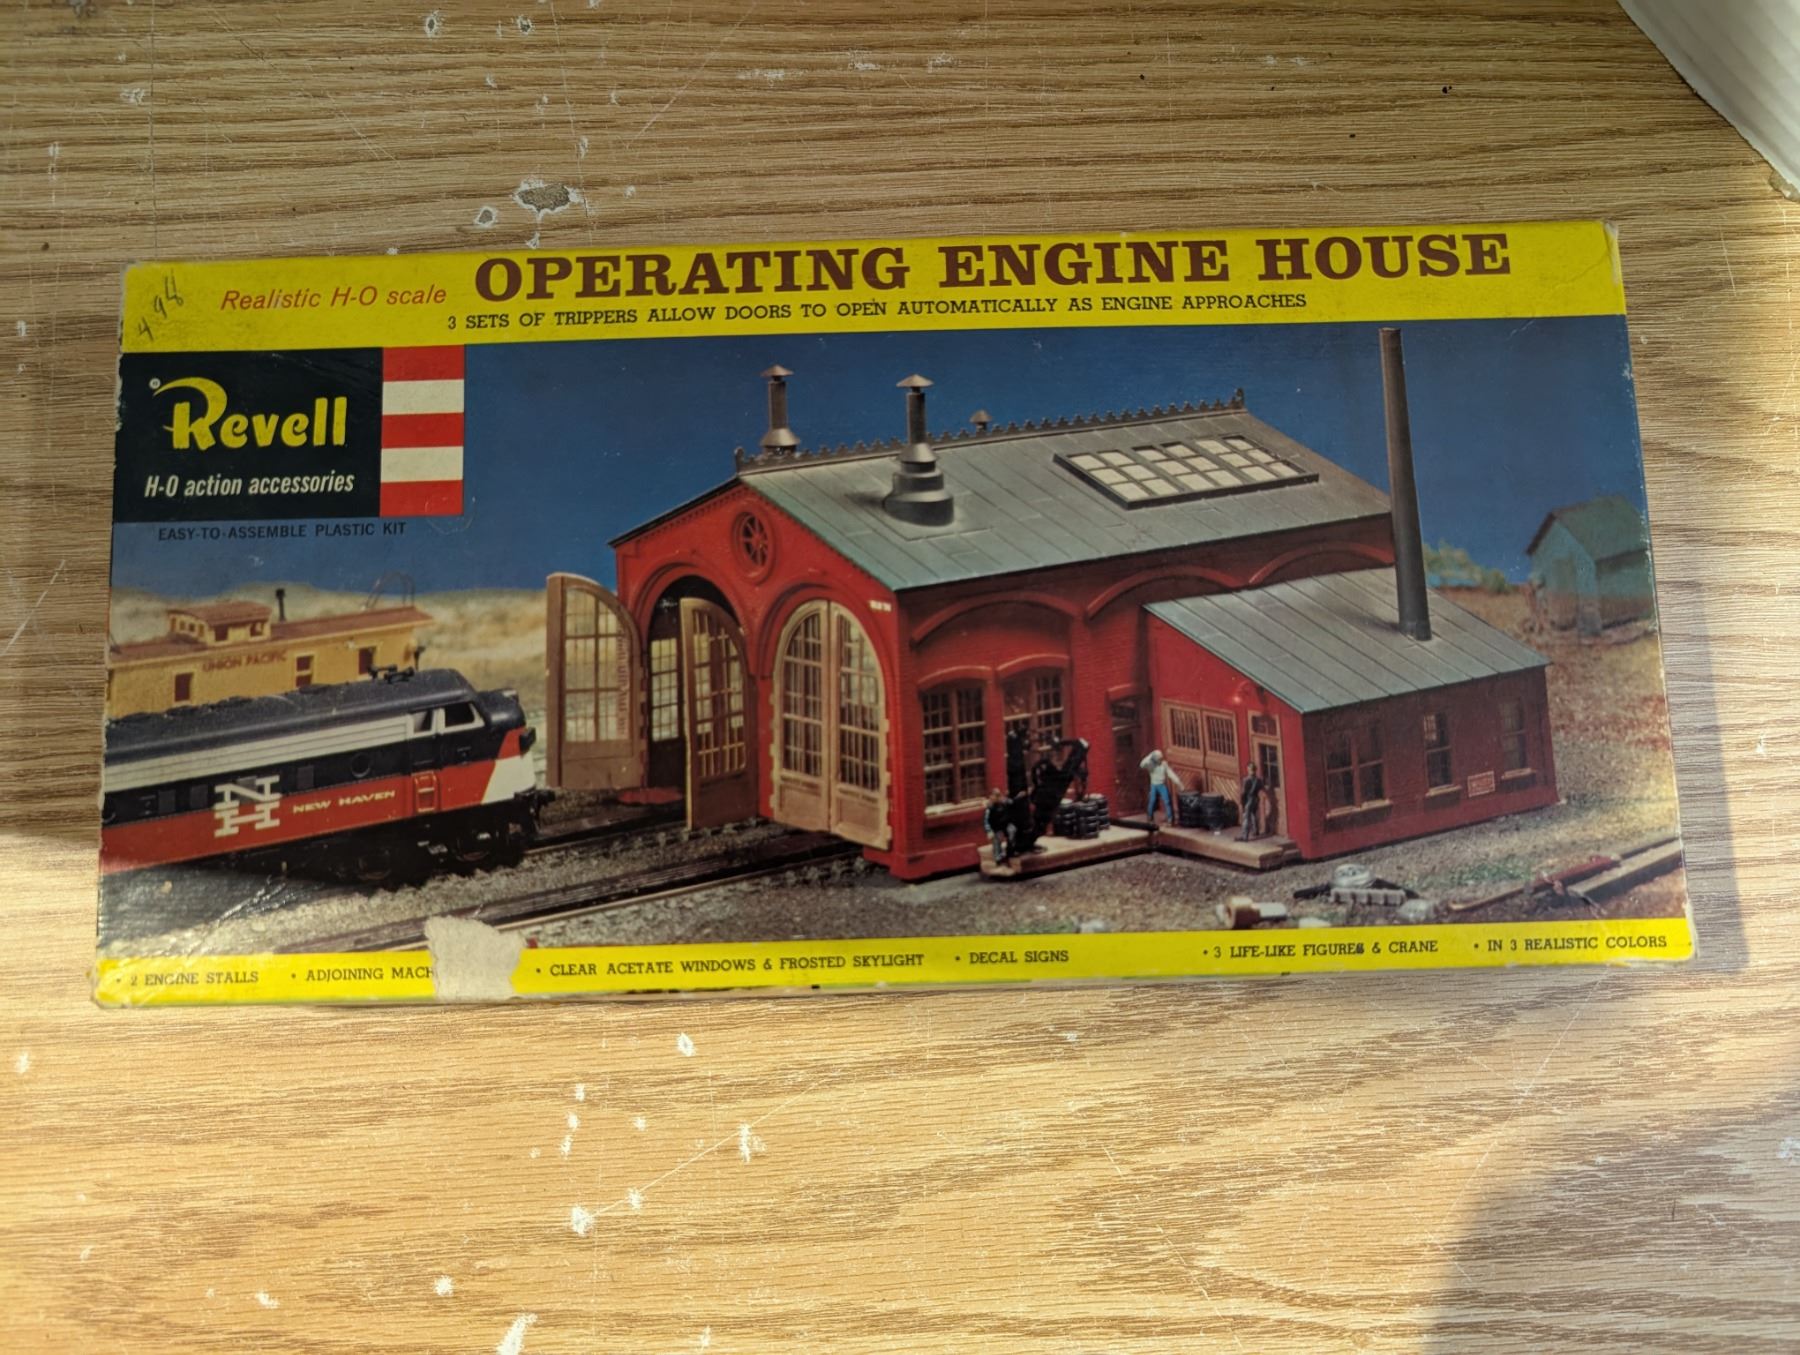 4.98
Realistic H-O scale
OPERATING ENGINE HOUSE
3 SETS OF TRIPPERS ALLOW DOORS TO OPEN AUTOMATICALLY AS ENGINE APPROACHES
Revell
®
H-O action accessories
EASY-TO-ASSEMBLE PLASTIC KIT
UNION PACIFIC
NH NEW HAVEN
• 2 ENGINE STALLS • ADJOINING MACH • CLEAR ACETATE WINDOWS & FROSTED SKYLIGHT • DECAL SIGNS • 3 LIFE-LIKE FIGURES & CRANE • IN 3 REALISTIC COLORS